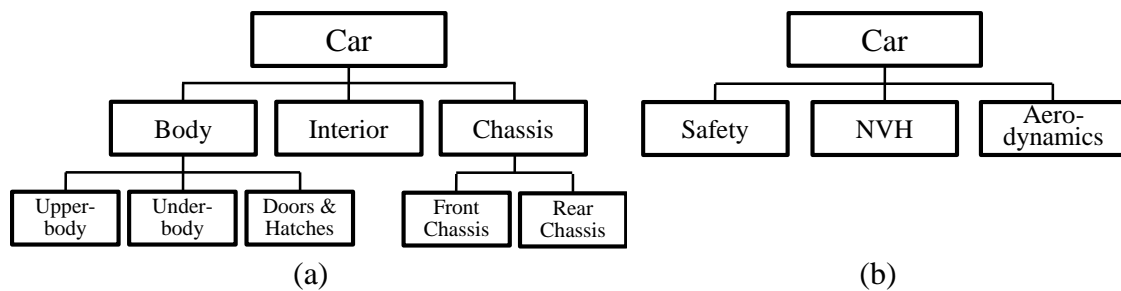 Car
Body
Interior
Chassis
Upper-
body
Under-
body
Doors &
Hatches
Front
Chassis
Rear
Chassis
(a)
Car
Safety
NVH
Aero-
dynamics
(b)